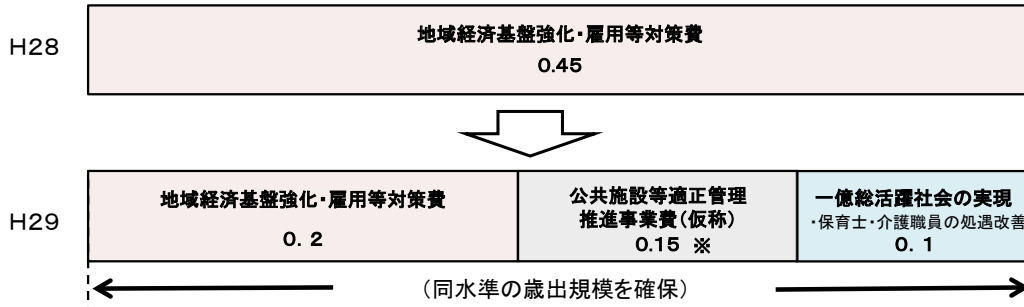 H28
地域経済基盤強化・雇用等対策費
0.45
H29
地域経済基盤強化・雇用等対策費
0. 2
公共施設等適正管理
推進事業費(仮称)
0.15 ※
一億総活躍社会の実現
・保育士・介護職員の処遇改善
0. 1
(同水準の歳出規模を確保)